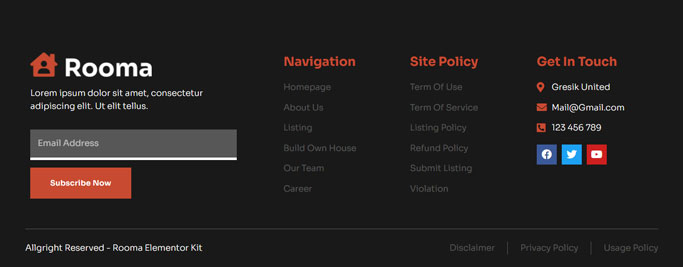 Rooma
Lorem ipsum dolor sit amet, consectetur
adipiscing elit. Ut elit tellus.
Email Address
Subscribe Now
Navigation
Homepage
About Us
Listing
Build Own House
Our Team
Career
Site Policy
Term Of Use
Term Of Service
Listing Policy
Refund Policy
Submit Listing
Violation
Get In Touch
Gresik United
Mail@Gmail.com
123 456 789
Allgright Reserved - Rooma Elementor Kit
Disclaimer
Privacy Policy
Usage Policy